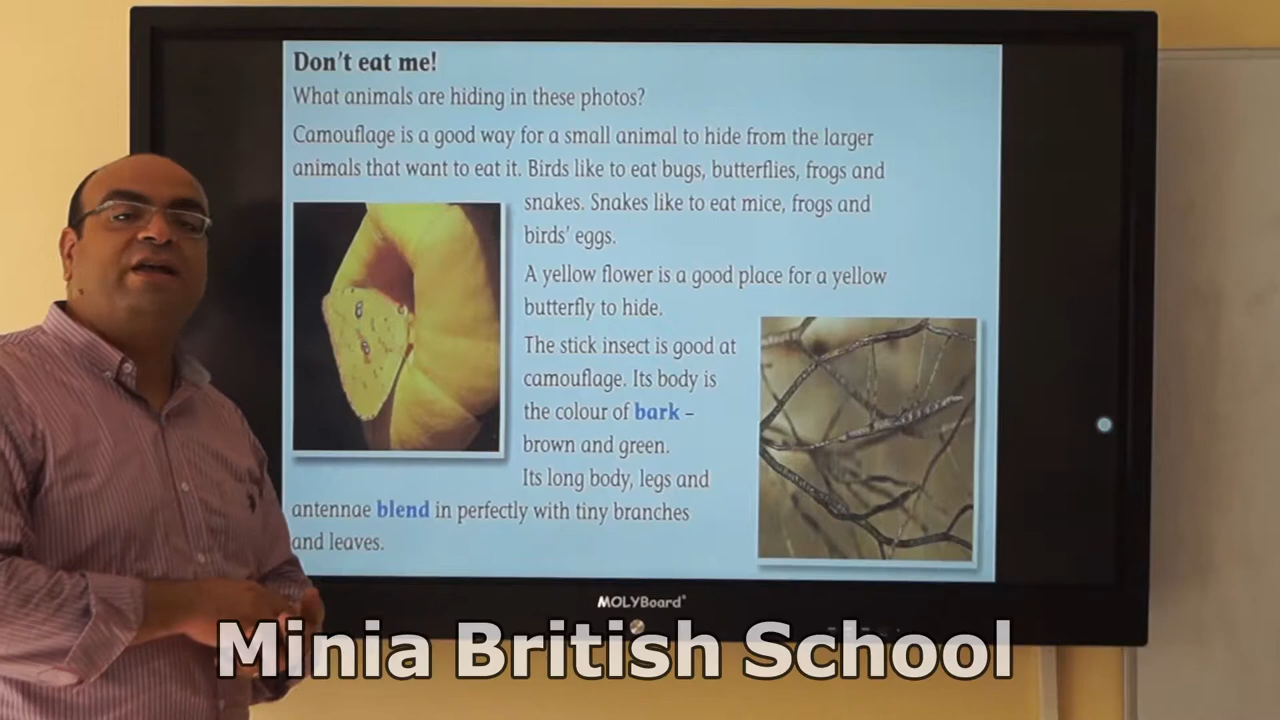 Don't eat me!
What animals are hiding in these photos?
Camouflage is a good way for a small animal to hide from the larger
animals that want to eat it. Birds like to eat bugs, butterflies, frogs and
snakes. Snakes like to eat mice, frogs and
birds' eggs.
A yellow flower is a good place for a yellow
butterfly to hide.
The stick insect is good at
camouflage. Its body is
the colour of bark –
brown and green.
Its long body, legs and
antennae blend in perfectly with tiny branches
and leaves.
MOLYBoard
Minia British School